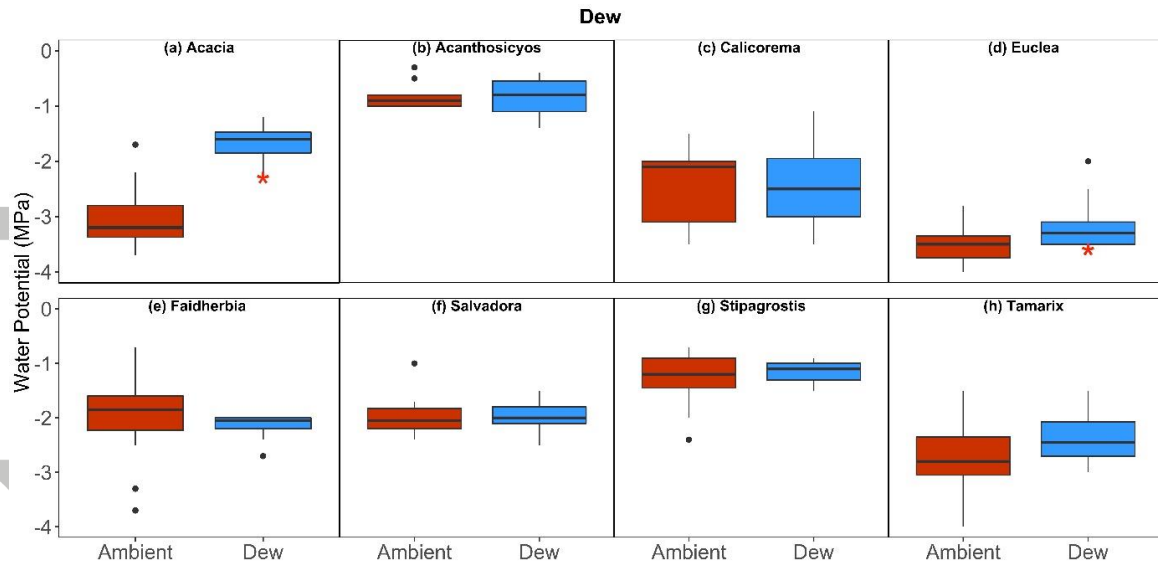 Dew
(a) Acacia
(b) Acanthosicyos
(c) Calicorema
(d) Euclea
0
-1
-2
-3
-4
*
*
Water Potential (MPa)
(e) Faidherbia
(f) Salvadora
(g) Stipagrostis
(h) Tamarix
0
-1
-2
-3
-4
Ambient Dew
Ambient Dew
Ambient Dew
Ambient Dew